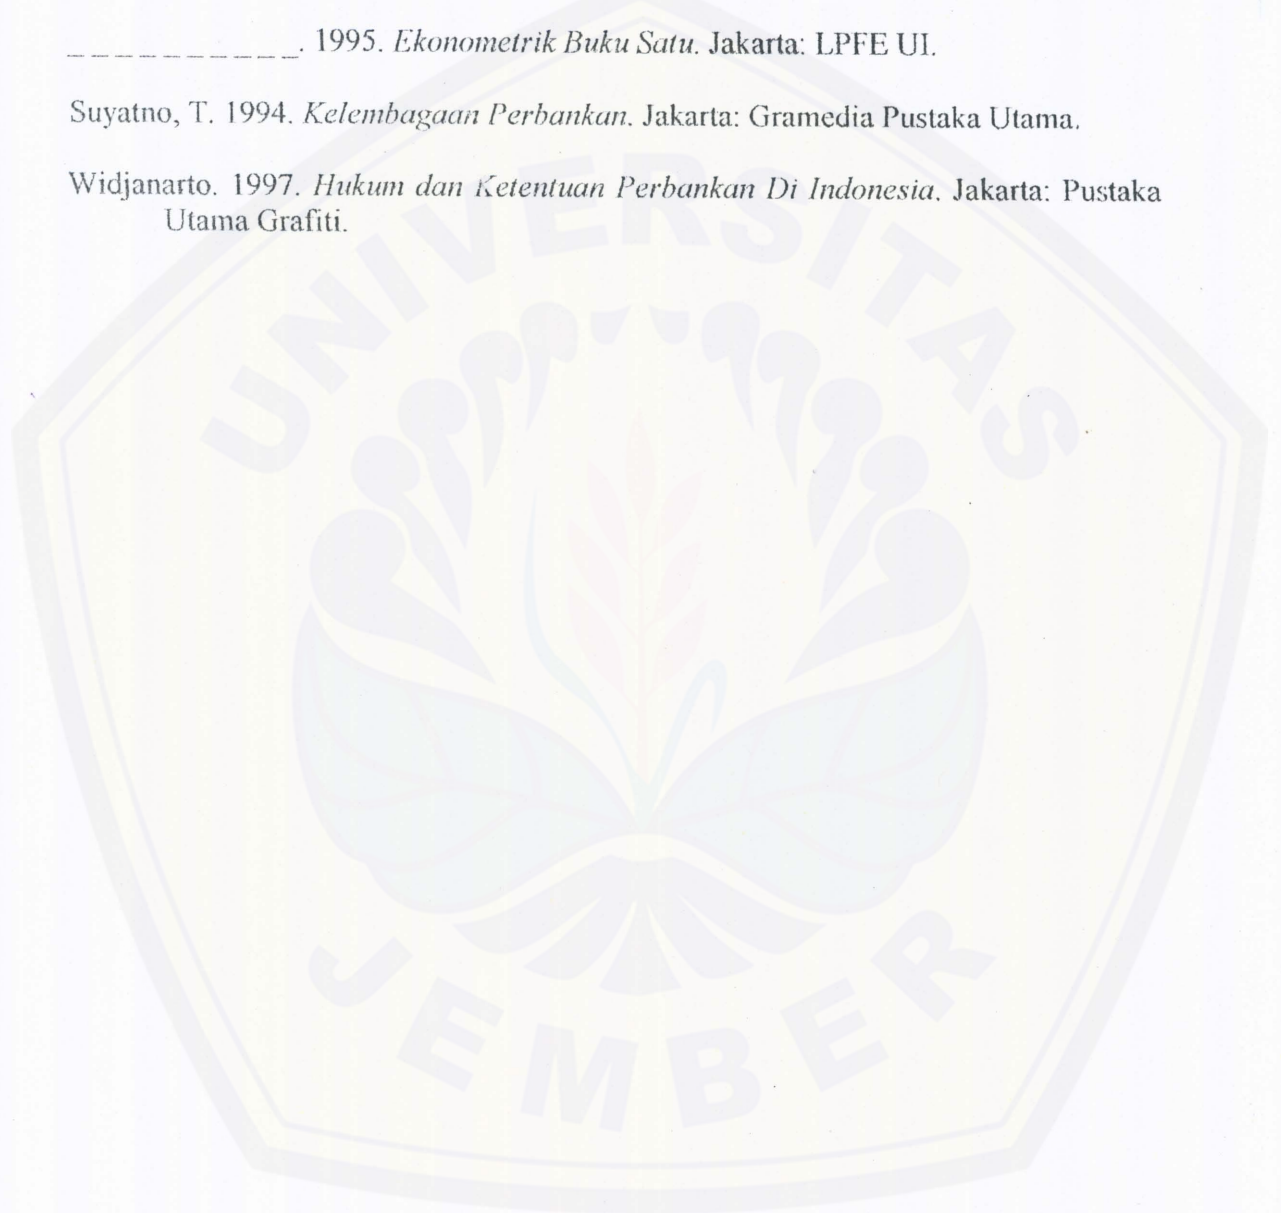 __________. 1995. Ekonometrik Buku Satu. Jakarta: LPFE UI.
Suyatno, T. 1994. Kelembagaan Perbankan. Jakarta: Gramedia Pustaka Utama.
Widjanarto. 1997. Hukum dan Ketentuan Perbankan Di Indonesia. Jakarta: Pustaka
Utama Grafiti.
UNIVERSITAS
JEMBER